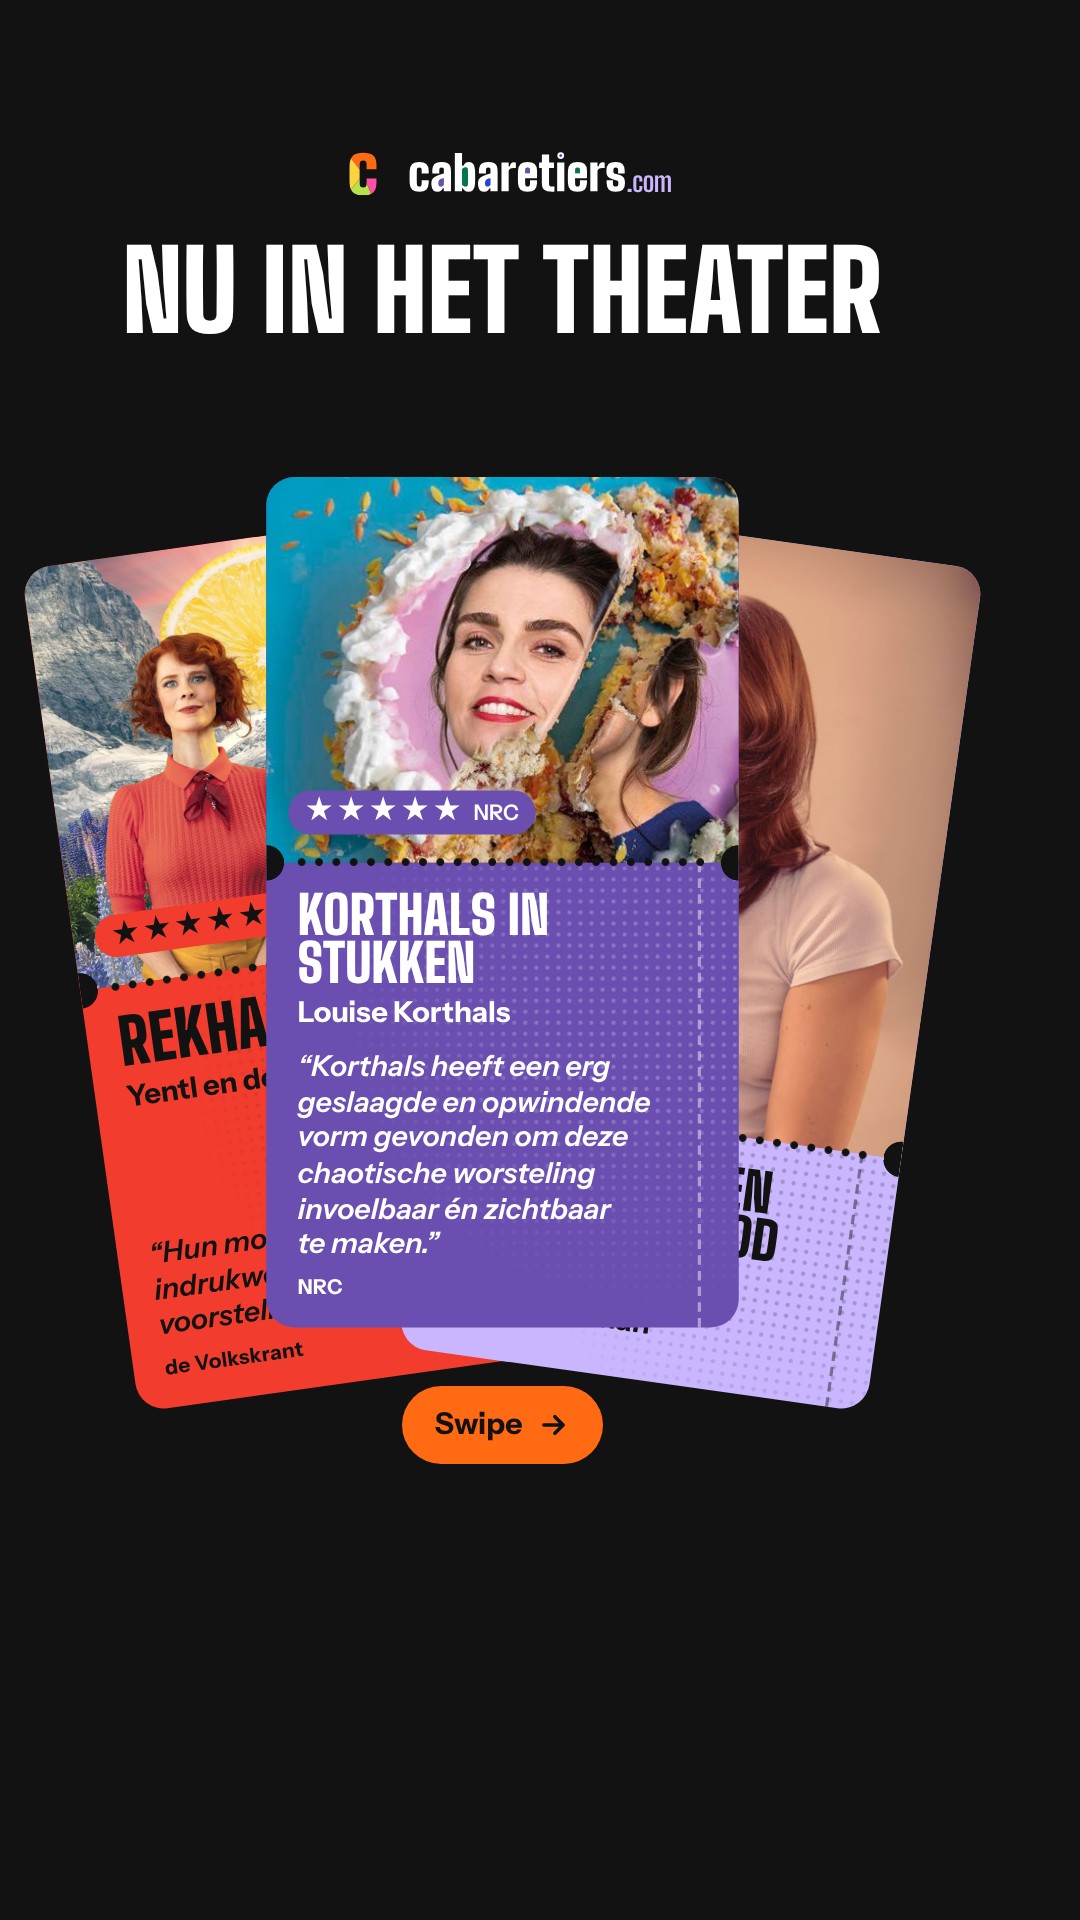 cabaretiers.com
NU IN HET THEATER
NRC
KORTHALS IN
STUKKEN
Louise Korthals
“Korthals heeft een erg
geslaagde en opwindende
vorm gevonden om deze
chaotische worsteling
invoelbaar én zichtbaar
te maken.”
NRC
REKHA
Yentl en de
“Hun mo
indrukw
voorstel
de Volkskrant
EN
OD
Swipe →